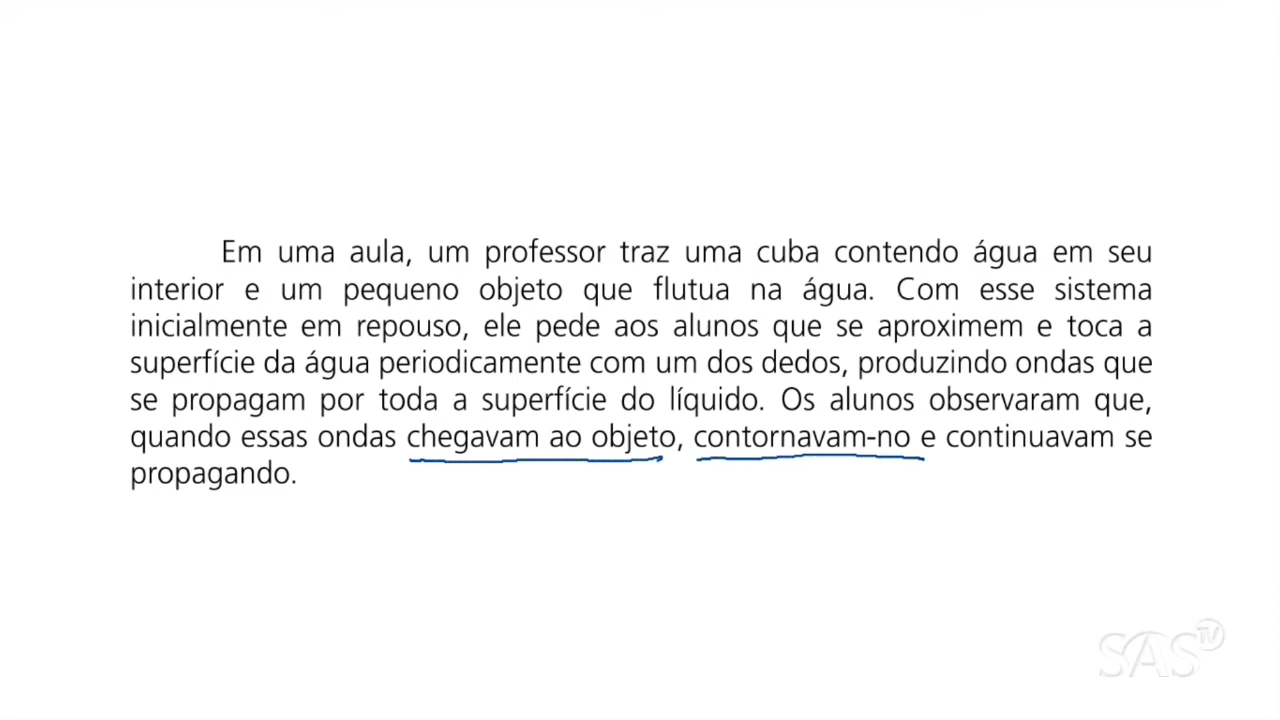 Em uma aula, um professor traz uma cuba contendo água em seu
interior e um pequeno objeto que flutua na água. Com esse sistema
inicialmente em repouso, ele pede aos alunos que se aproximem e toca a
superfície da água periodicamente com um dos dedos, produzindo ondas que
se propagam por toda a superfície do líquido. Os alunos observaram que,
quando essas ondas chegavam ao objeto, contornavam-no e continuavam se
propagando.
SAS TV